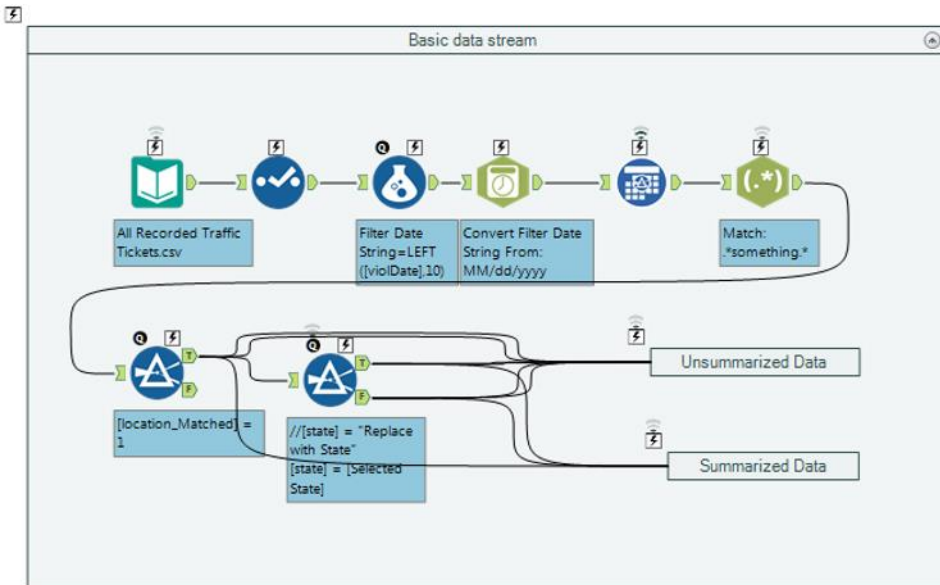 Basic data stream
All Recorded Traffic
Tickets.csv
Filter Date
String=LEFT
([violDate],10)
Convert Filter Date
String From:
MM/dd/yyyy
(.*)
Match:
.*something.*
Q
Q
Q
T
F
T
F
[location_Matched] =
1
//[state] = "Replace
with State"
[state] = [Selected
State]
Unsummarized Data
Summarized Data